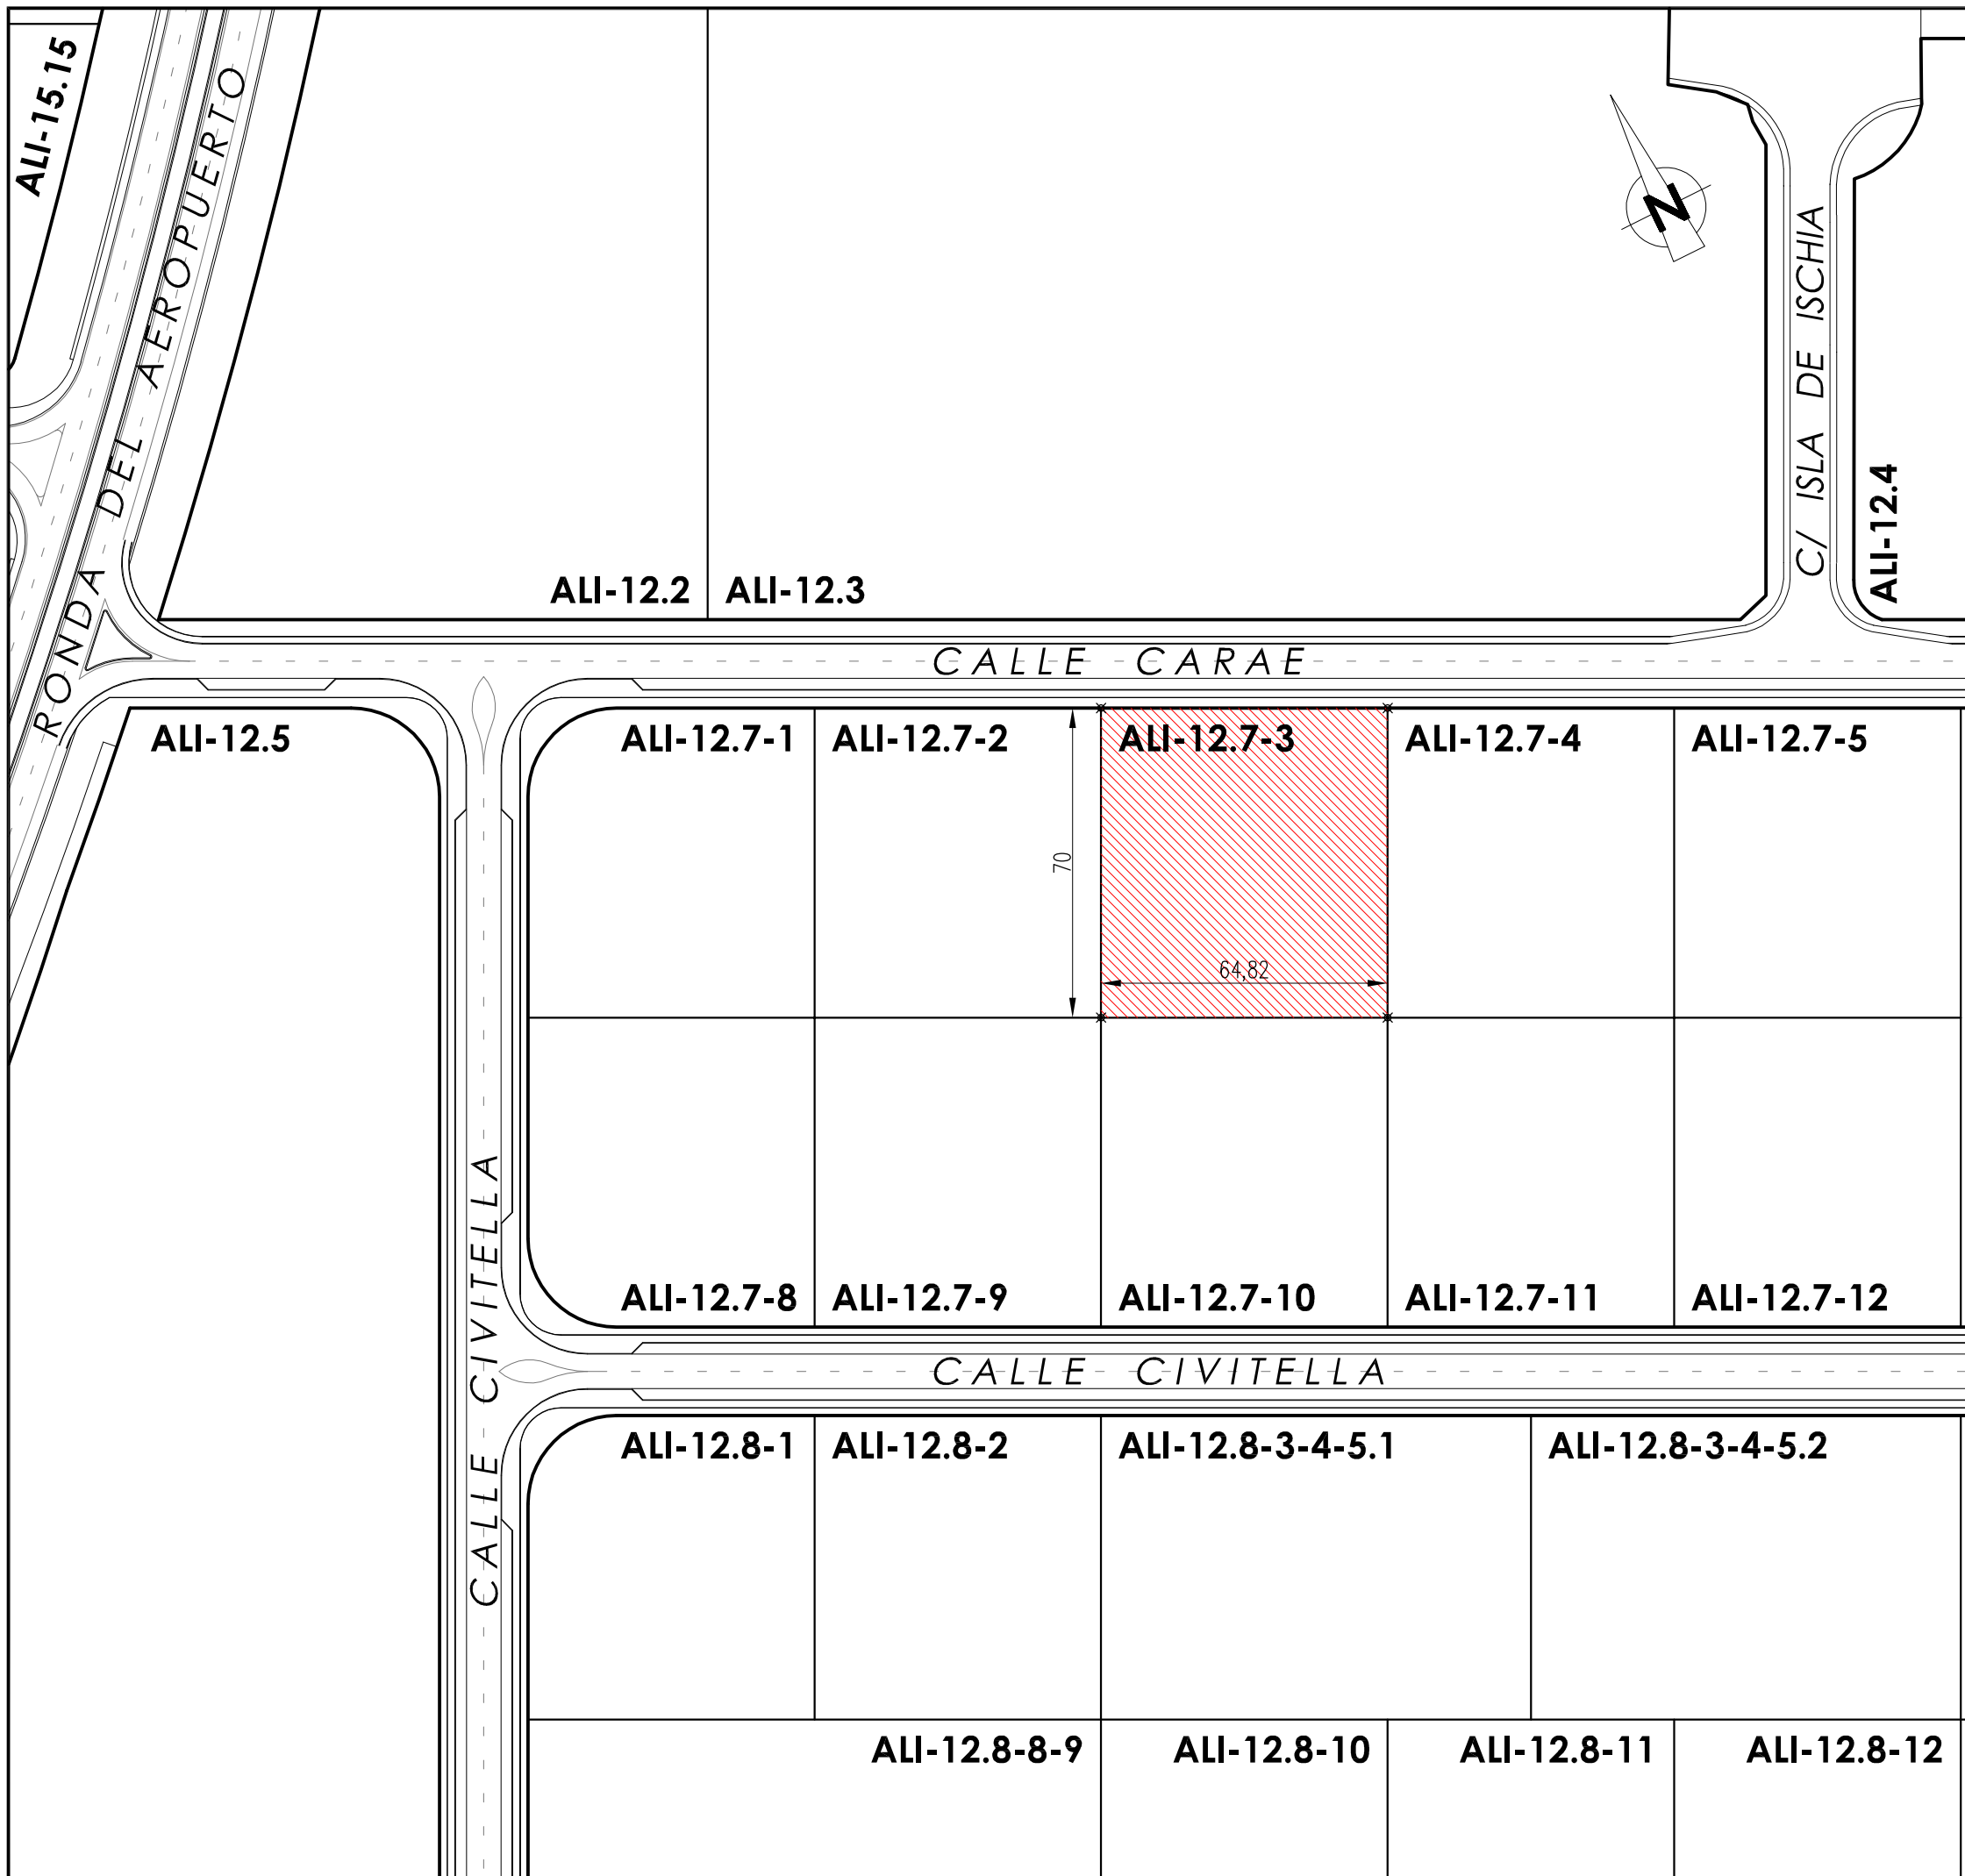 ALI-15.15
RONDA DEL AEROPUERTO
N
C/ ISLA DE ISCHIA
ALI-12.4
ALI-12.2
ALI-12.3
CALLE CARAE
ALI-12.5
ALI-12.7-1
ALI-12.7-2
ALI-12.7-3
ALI-12.7-4
ALI-12.7-5
70
64,82
CALLE CIVITELLA
ALI-12.7-8
ALI-12.7-9
ALI-12.7-10
ALI-12.7-11
ALI-12.7-12
CALLE CIVITELLA
ALI-12.8-1
ALI-12.8-2
ALI-12.8-3-4-5.1
ALI-12.8-3-4-5.2
ALI-12.8-8-9
ALI-12.8-10
ALI-12.8-11
ALI-12.8-12